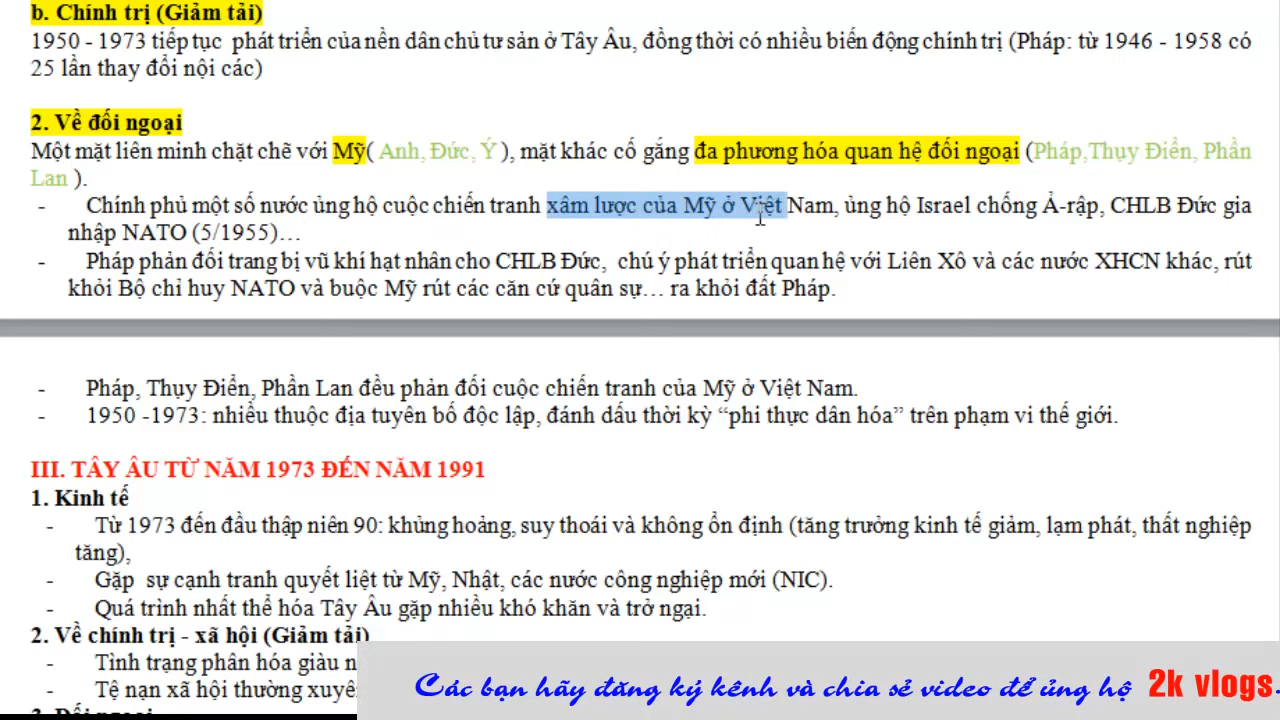 b. Chính trị (Giảm tải)
1950 - 1973 tiếp tục phát triển của nền dân chủ tư sản ở Tây Âu, đồng thời có nhiều biến động chính trị (Pháp: từ 1946 - 1958 có
25 lần thay đổi nội các)
2. Về đối ngoại
Một mặt liên minh chặt chẽ với Mỹ( Anh, Đức, Ý ), mặt khác cố gắng đa phương hóa quan hệ đối ngoại (Pháp,Thụy Điển, Phần
Lan ).
- Chính phủ một số nước ủng hộ cuộc chiến tranh xâm lược của Mỹ ở Việt Nam, ủng hộ Israel chống Ả-rập, CHLB Đức gia
nhập NATO (5/1955)…
- Pháp phản đối trang bị vũ khí hạt nhân cho CHLB Đức, chú ý phát triển quan hệ với Liên Xô và các nước XHCN khác, rút
khỏi Bộ chỉ huy NATO và buộc Mỹ rút các căn cứ quân sự… ra khỏi đất Pháp.
- Pháp, Thụy Điển, Phần Lan đều phản đối cuộc chiến tranh của Mỹ ở Việt Nam.
- 1950 -1973: nhiều thuộc địa tuyên bố độc lập, đánh dấu thời kỳ “phi thực dân hóa” trên phạm vi thế giới.
III. TÂY ÂU TỪ NĂM 1973 ĐẾN NĂM 1991
1. Kinh tế
- Từ 1973 đến đầu thập niên 90: khủng hoảng, suy thoái và không ổn định (tăng trưởng kinh tế giảm, lạm phát, thất nghiệp
tăng),
- Gặp sự cạnh tranh quyết liệt từ Mỹ, Nhật, các nước công nghiệp mới (NIC).
- Quá trình nhất thể hóa Tây Âu gặp nhiều khó khăn và trở ngại.
2. Về chính trị - xã hội (Giảm tải)
- Tình trạng phân hóa giàu
- Tệ nạn xã hội thường
3. Đối ngoại
Các bạn hãy đăng ký kênh và chia sẻ video để ủng hộ 2k vlogs.